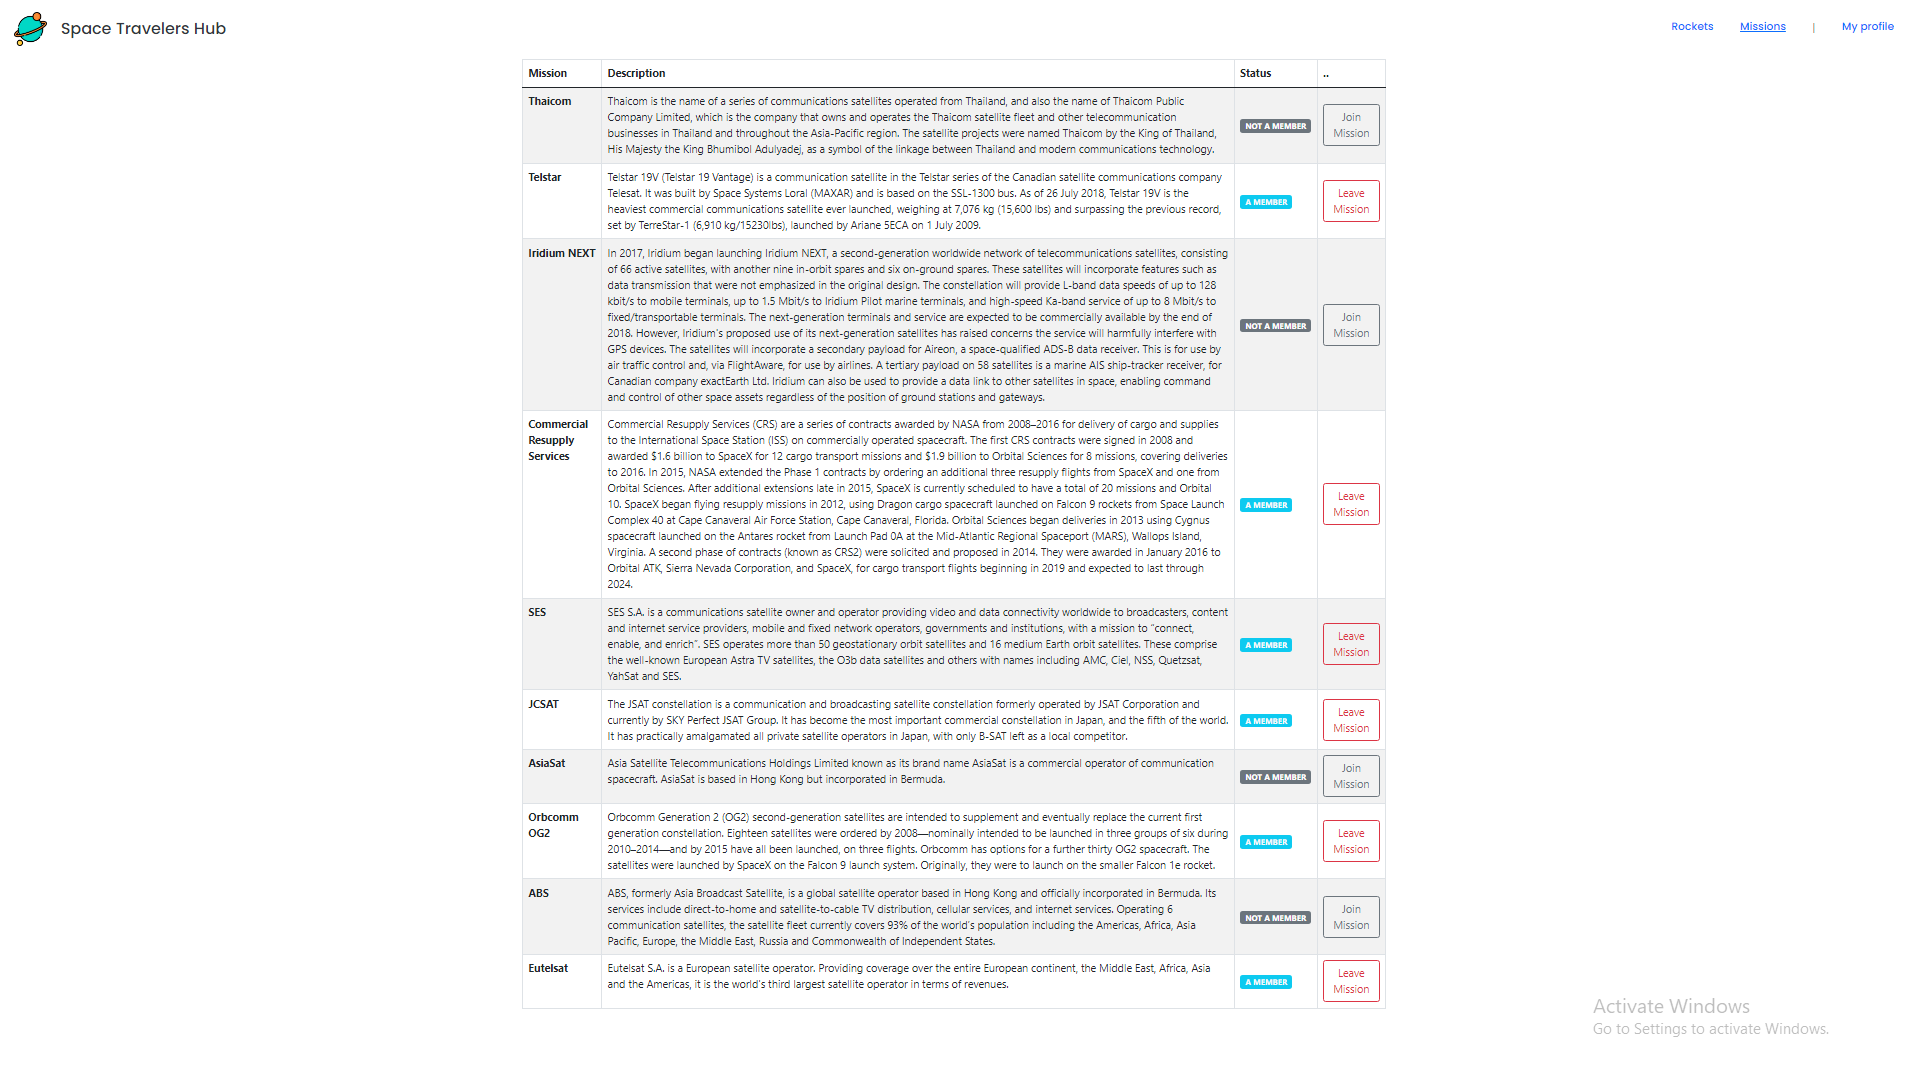 Space Travelers Hub
Rockets Missions | My profile
Mission Description Status ..
Thaicom
Thaicom is the name of a series of communications satellites operated from Thailand, and also the name of Thaicom Public
Company Limited, which is the company that owns and operates the Thaicom satellite fleet and other telecommunication
businesses in Thailand and throughout the Asia-Pacific region. The satellite projects were named Thaicom by the King of Thailand,
His Majesty the King Bhumibol Adulyadej, as a symbol of the linkage between Thailand and modern communications technology.
NOT A MEMBER
Join
Mission
Telstar
Telstar 19V (Telstar 19 Vantage) is a communication satellite in the Telstar series of the Canadian satellite communications company
Telesat. It was built by Space Systems Loral (MAXAR) and is based on the SSL-1300 bus. As of 26 July 2018, Telstar 19V is the
heaviest commercial communications satellite ever launched, weighing at 7,076 kg (15,600 lbs) and surpassing the previous record,
set by TerreStar-1 (6,910 kg/15230lbs), launched by Ariane 5ECA on 1 July 2009.
A MEMBER
Leave
Mission
Iridium NEXT
In 2017, Iridium began launching Iridium NEXT, a second-generation worldwide network of telecommunications satellites, consisting
of 66 active satellites, with another nine in-orbit spares and six on-ground spares. These satellites will incorporate features such as
data transmission that were not emphasized in the original design. The constellation will provide L-band data speeds of up to 128
kbit/s to mobile terminals, up to 1.5 Mbit/s to Iridium Pilot marine terminals, and high-speed Ka-band service of up to 8 Mbit/s to
fixed/transportable terminals. The next-generation terminals and service are expected to be commercially available by the end of
2018. However, Iridium's proposed use of its next-generation satellites has raised concerns the service will harmfully interfere with
GPS devices. The satellites will incorporate a secondary payload for Aireon, a space-qualified ADS-B data receiver. This is for use by
air traffic control and, via FlightAware, for use by airlines. A tertiary payload on 58 satellites is a marine AIS ship-tracker receiver, for
Canadian company exactEarth Ltd. Iridium can also be used to provide a data link to other satellites in space, enabling command
and control of other space assets regardless of the position of ground stations and gateways.
NOT A MEMBER
Join
Mission
Commercial
Resupply
Services
Commercial Resupply Services (CRS) are a series of contracts awarded by NASA from 2008–2016 for delivery of cargo and supplies
to the International Space Station (ISS) on commercially operated spacecraft. The first CRS contracts were signed in 2008 and
awarded $1.6 billion to SpaceX for 12 cargo transport missions and $1.9 billion to Orbital Sciences for 8 missions, covering deliveries
to 2016. In 2015, NASA extended the Phase 1 contracts by ordering an additional three resupply flights from SpaceX and one from
Orbital Sciences. After additional extensions late in 2015, SpaceX is currently scheduled to have a total of 20 missions and Orbital
10. SpaceX began flying resupply missions in 2012, using Dragon cargo spacecraft launched on Falcon 9 rockets from Space Launch
Complex 40 at Cape Canaveral Air Force Station, Cape Canaveral, Florida. Orbital Sciences began deliveries in 2013 using Cygnus
spacecraft launched on the Antares rocket from Launch Pad 0A at the Mid-Atlantic Regional Spaceport (MARS), Wallops Island,
Virginia. A second phase of contracts (known as CRS2) were solicited and proposed in 2014. They were awarded in January 2016 to
Orbital ATK, Sierra Nevada Corporation, and SpaceX, for cargo transport flights beginning in 2019 and expected to last through
2024.
A MEMBER
Leave
Mission
SES
SES S.A. is a communications satellite owner and operator providing video and data connectivity worldwide to broadcasters, content
and internet service providers, mobile and fixed network operators, governments and institutions, with a mission to “connect,
enable, and enrich”. SES operates more than 50 geostationary orbit satellites and 16 medium Earth orbit satellites. These comprise
the well-known European Astra TV satellites, the O3b data satellites and others with names including AMC, Ciel, NSS, Quetzsat,
YahSat and SES.
A MEMBER
Leave
Mission
JCSAT
The JSAT constellation is a communication and broadcasting satellite constellation formerly operated by JSAT Corporation and
currently by SKY Perfect JSAT Group. It has become the most important commercial constellation in Japan, and the fifth of the world.
It has practically amalgamated all private satellite operators in Japan, with only B-SAT left as a local competitor.
A MEMBER
Leave
Mission
AsiaSat
Asia Satellite Telecommunications Holdings Limited known as its brand name AsiaSat is a commercial operator of communication
spacecraft. AsiaSat is based in Hong Kong but incorporated in Bermuda.
NOT A MEMBER
Join
Mission
Orbcomm
OG2
Orbcomm Generation 2 (OG2) second-generation satellites are intended to supplement and eventually replace the current first
generation constellation. Eighteen satellites were ordered by 2008—nominally intended to be launched in three groups of six during
2010–2014—and by 2015 have all been launched, on three flights. Orbcomm has options for a further thirty OG2 spacecraft. The
satellites were launched by SpaceX on the Falcon 9 launch system. Originally, they were to launch on the smaller Falcon 1e rocket.
A MEMBER
Leave
Mission
ABS
ABS, formerly Asia Broadcast Satellite, is a global satellite operator based in Hong Kong and officially incorporated in Bermuda. Its
services include direct-to-home and satellite-to-cable TV distribution, cellular services, and internet services. Operating 6
communication satellites, the satellite fleet currently covers 93% of the world's population including the Americas, Africa, Asia
Pacific, Europe, the Middle East, Russia and Commonwealth of Independent States.
NOT A MEMBER
Join
Mission
Eutelsat
Eutelsat S.A. is a European satellite operator. Providing coverage over the entire European continent, the Middle East, Africa, Asia
and the Americas, it is the world's third largest satellite operator in terms of revenues.
A MEMBER
Leave
Mission
Activate Windows
Go to Settings to activate Windows.